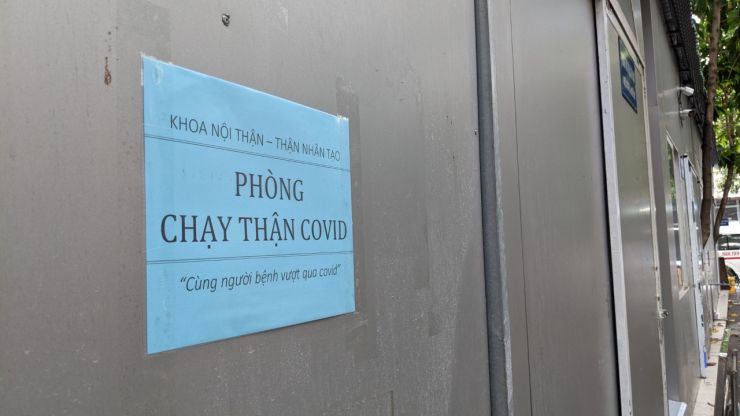 KHOA NỘI THẬN – THẬN NHÂN TẠO
PHÒNG
CHẠY THẬN COVID
“Cùng người bệnh vượt qua covid”